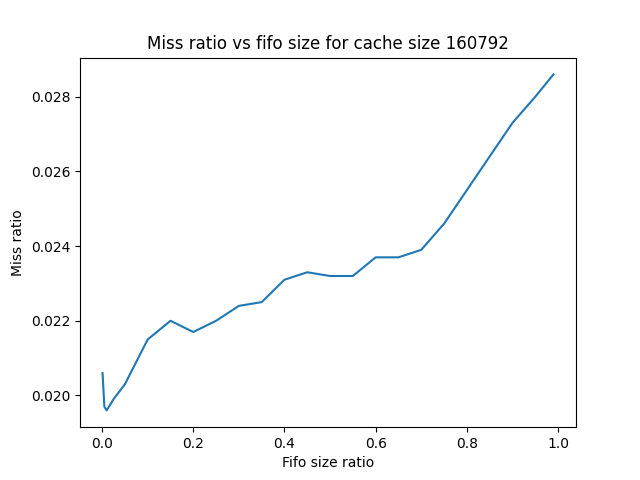 Miss ratio vs fifo size for cache size 160792
0.028
0.026
0.024
0.022
0.020
Miss ratio
0.0 0.2 0.4 0.6 0.8 1.0
Fifo size ratio